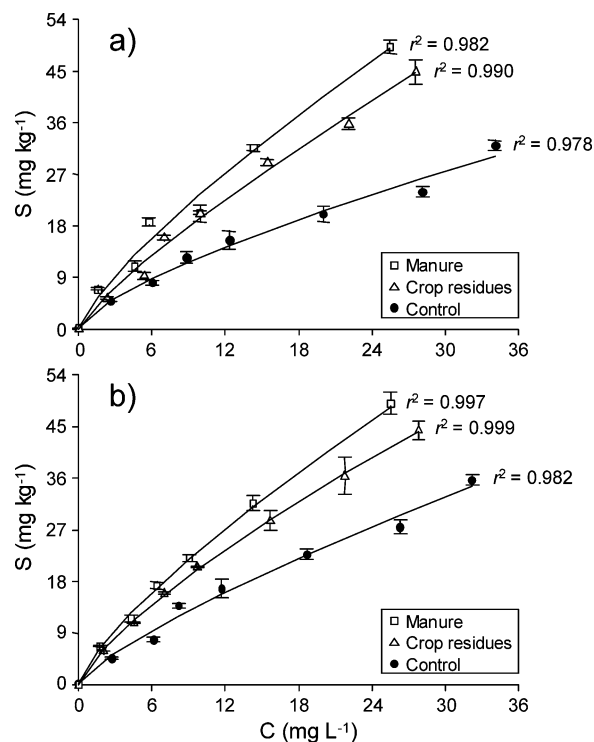 a)
54
45
36
27
18
9
0
S (mg kg⁻¹)
r² = 0.982
r² = 0.990
r² = 0.978
Manure
Crop residues
Control
0 6 12 18 24 30 36
b)
54
45
36
27
18
9
0
S (mg kg⁻¹)
r² = 0.997
r² = 0.999
r² = 0.982
Manure
Crop residues
Control
0 6 12 18 24 30 36
C (mg L⁻¹)